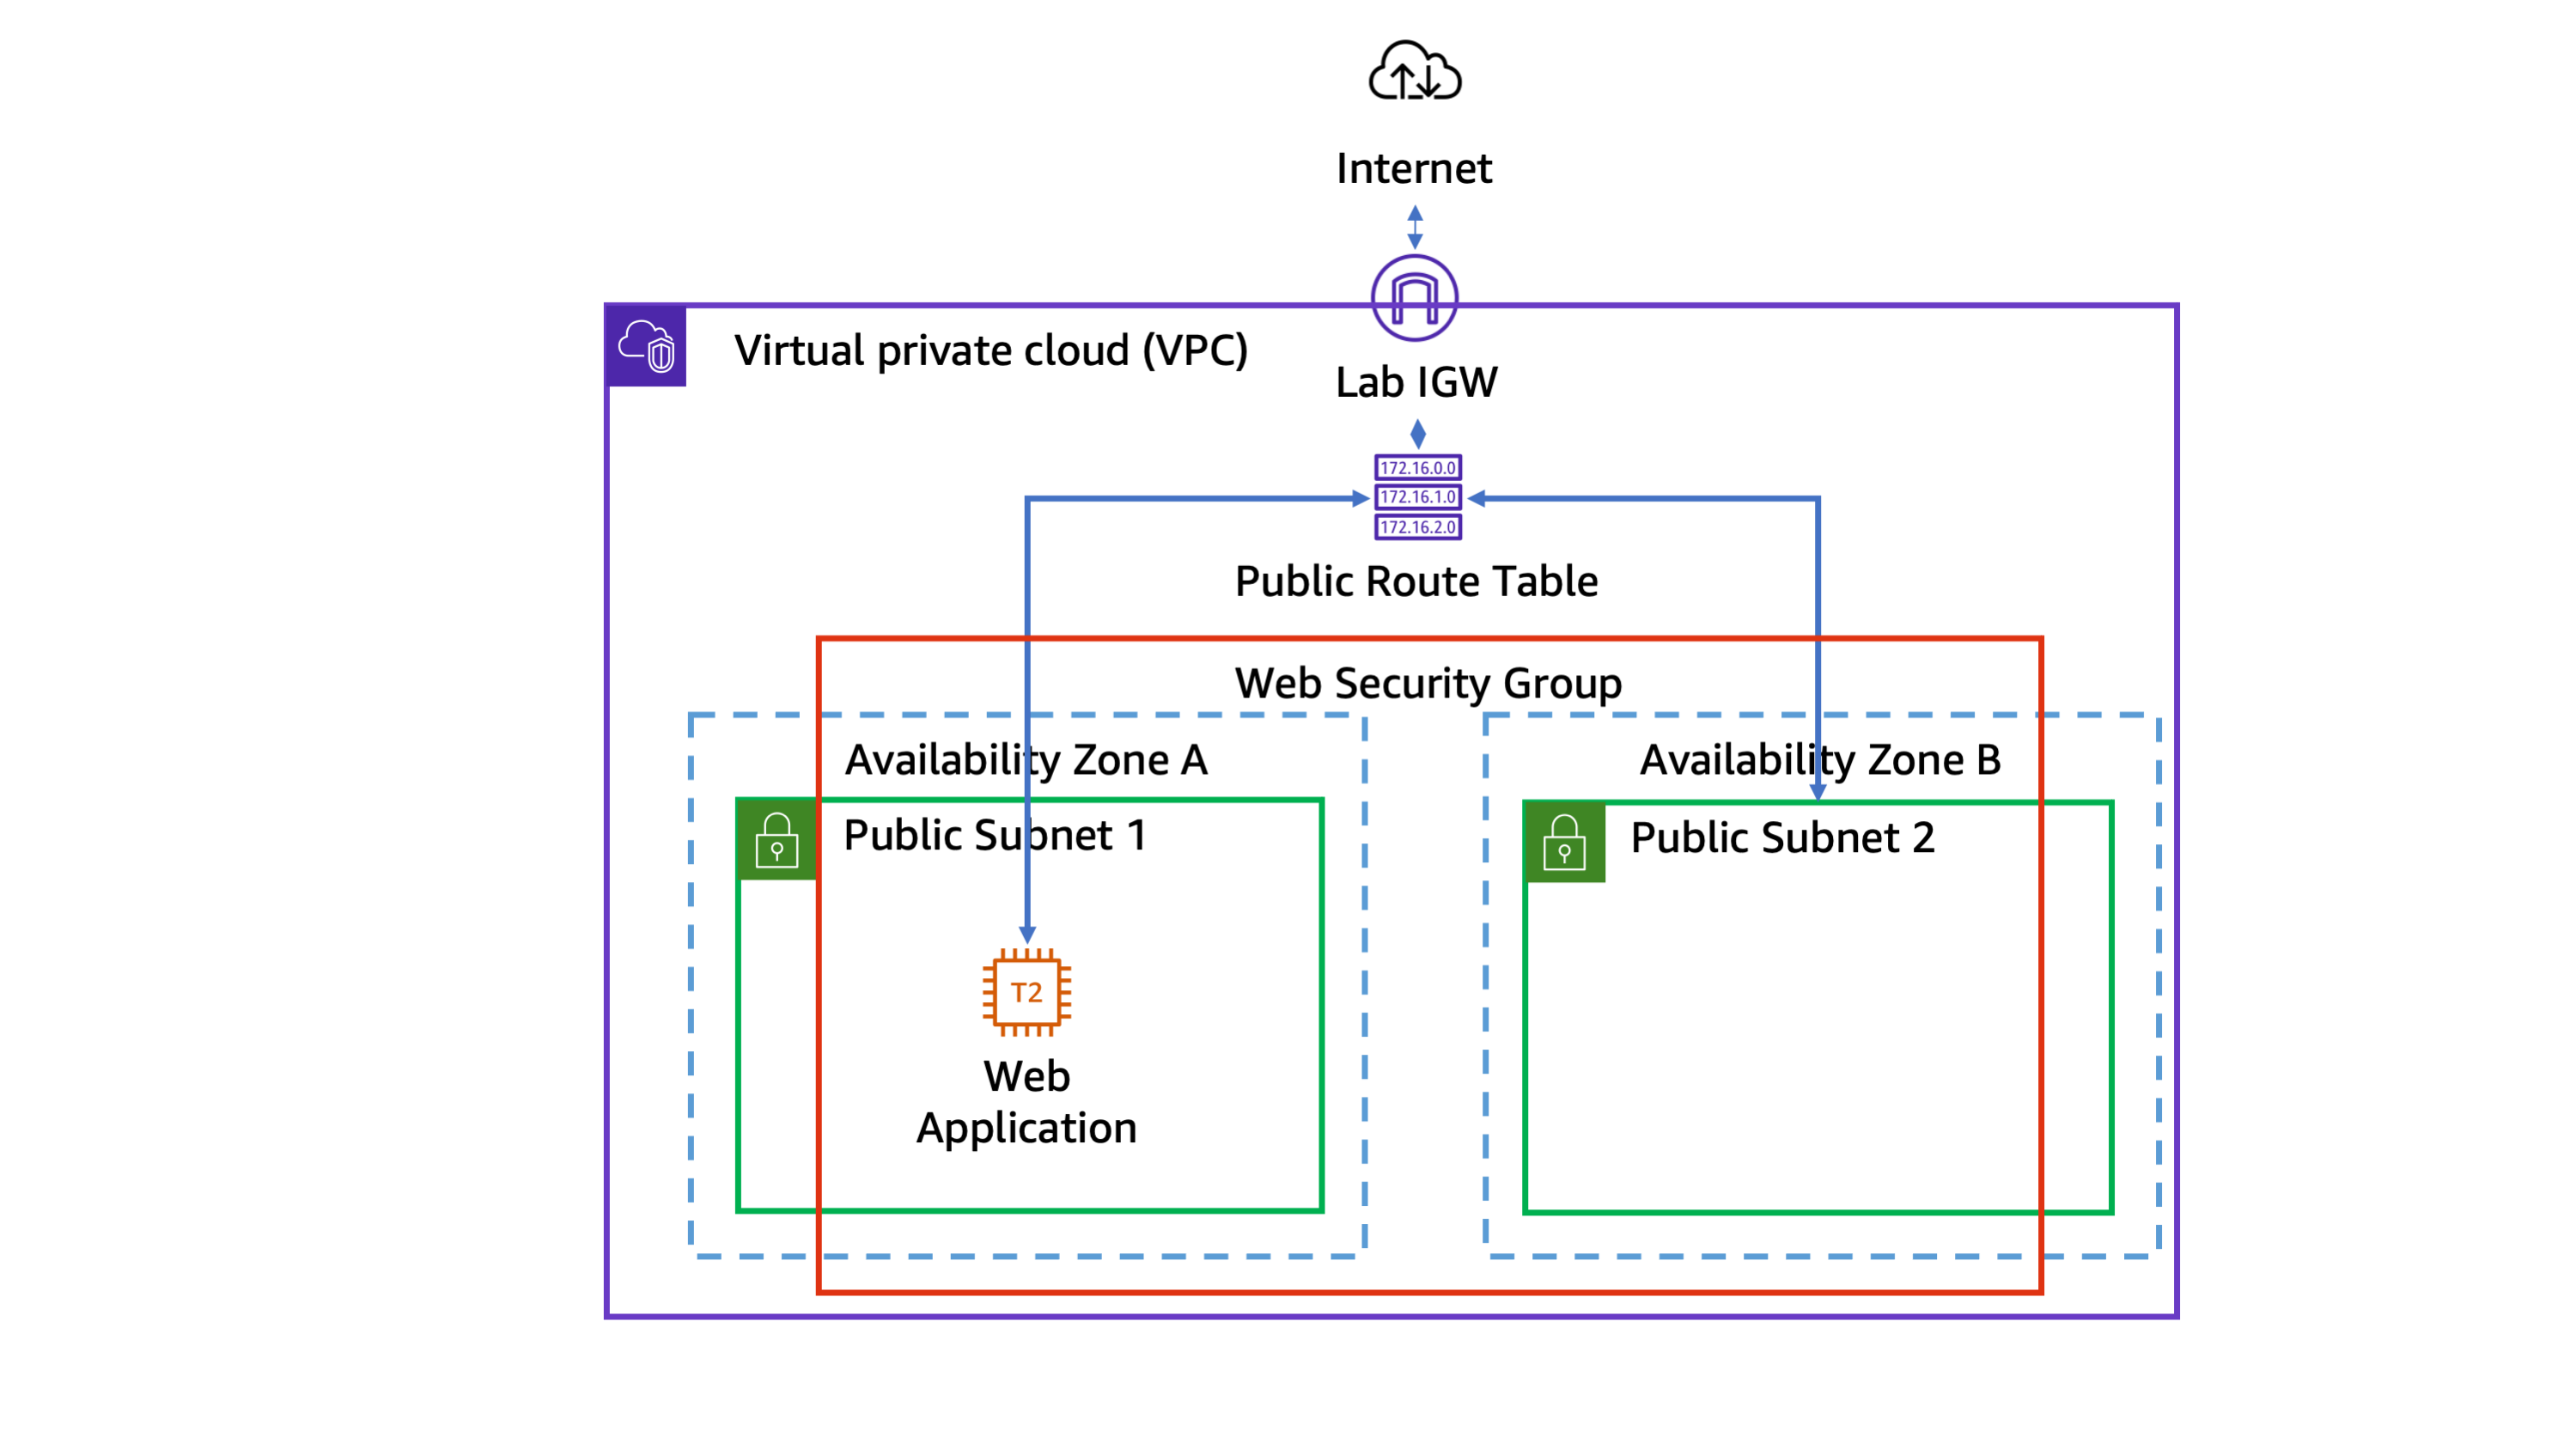 Internet
Virtual private cloud (VPC)
Lab IGW
172.16.0.0
172.16.1.0
172.16.2.0
Public Route Table
Web Security Group
Availability Zone A
Availability Zone B
Public Subnet 1
Public Subnet 2
T2
Web
Application